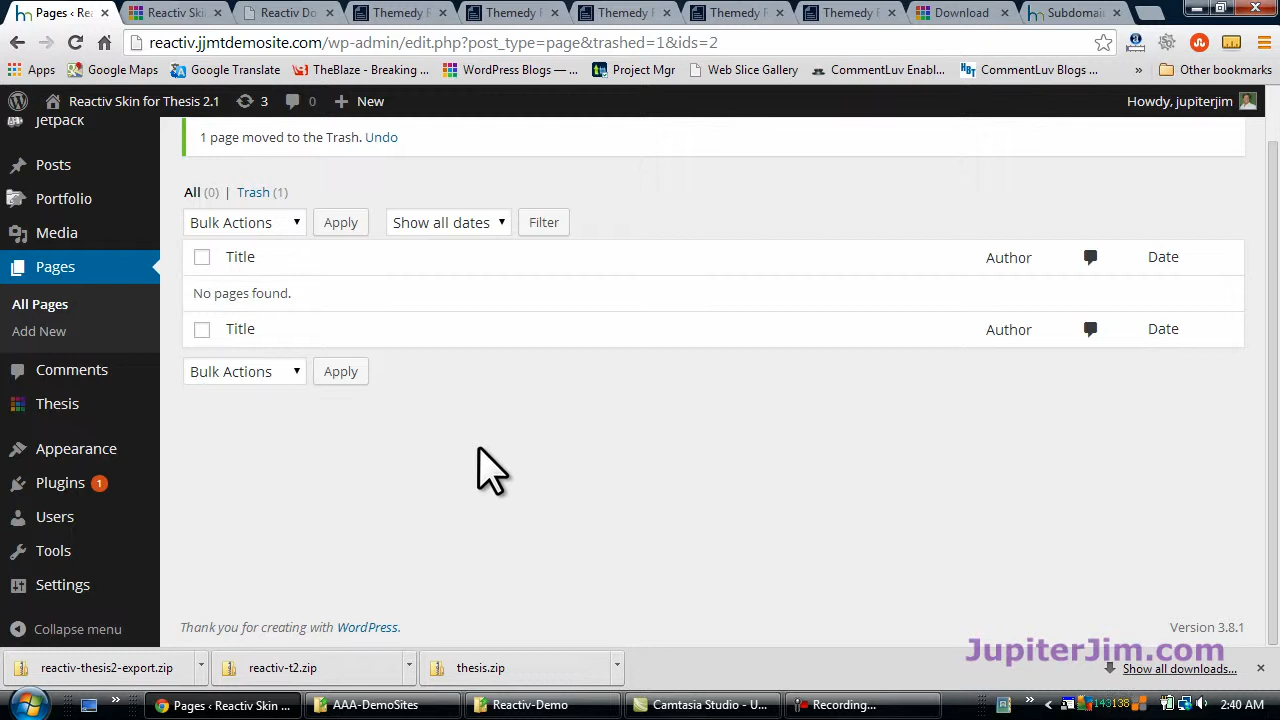 Pages ‹ Rea
Reactiv Skin
Reactiv Do
Themedy F
Themedy
Themedy F
Themedy F
Themedy F
Download
Subdomain
reactiv.jjmtdemosite.com/wp-admin/edit.php?post_type=page&trashed=1&ids=2
Apps
Google Maps
Google Trans
TheBlaze - Breaking ...
WordPress Blogs — ...
Project Mgr
Web Slice Gallery
CommentLuv Enabl...
CommentLuv Blogs ...
»
Other bookmarks
Reactiv Skin for Thesis 2.1
3
0
New
Howdy, jupiterjim
Jetpack
Posts
Portfolio
Media
Pages
All Pages
Add New
Comments
Thesis
Appearance
Plugins 1
Users
Tools
Settings
Collapse menu
1 page moved to the Trash. Undo
All (0) | Trash (1)
Bulk Actions
Apply
Show all dates
Filter
Title
Author
Date
No pages found.
Title
Author
Date
Bulk Actions
Apply
Thank you for creating with WordPress.
Version 3.8.1
JupiterJim.com
reactiv-thesis2-export.zip
reactiv-t2.zip
thesis.zip
Show all downloads...
Pages ‹ Reactiv Skin ...
AAA-DemoSites
Reactiv-Demo
Camtasia Studio - U...
Recording...
2:40 AM